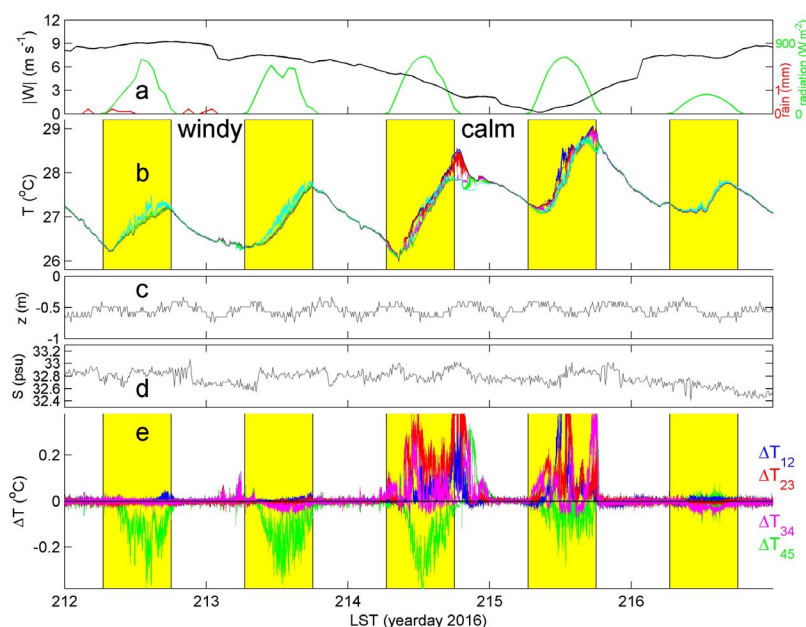 12
9
6
3
0
|W| (m s⁻¹)
a
900
0
radiation (W m⁻²)
1
0
rain (mm)
windy
calm
29
28
27
26
T (°C)
b
0
-0.5
-1
z (m)
c
33.2
33
32.8
32.6
32.4
S (psu)
d
e
0.2
0
-0.2
ΔT (°C)
ΔT₁₂
ΔT₂₃
ΔT₃₄
ΔT₄₅
212 213 214 215 216
LST (yearday 2016)